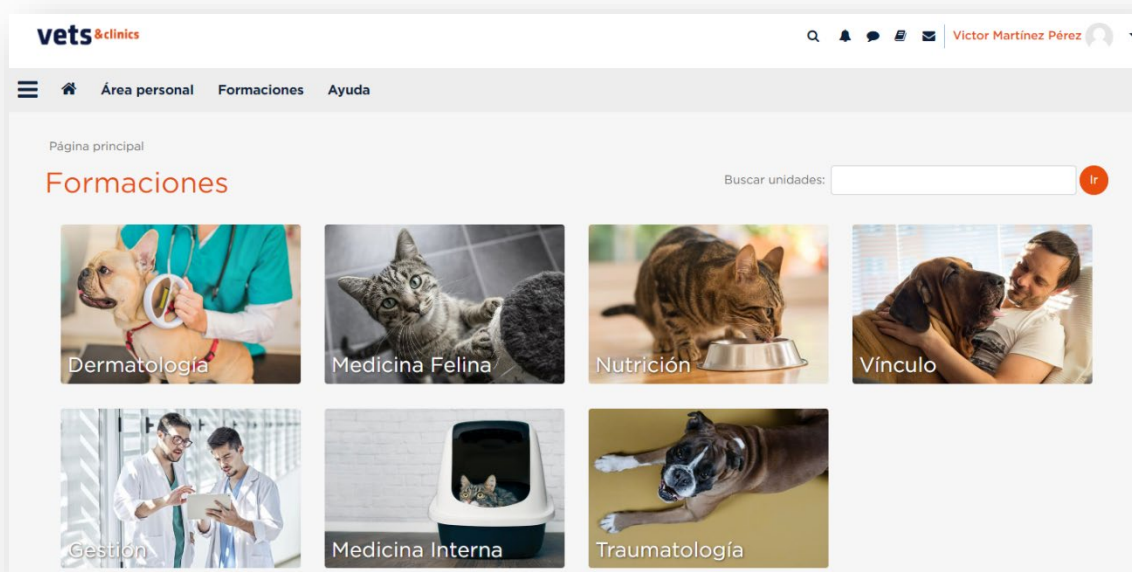 vets &clinics
Victor Martínez Pérez
Área personal Formaciones Ayuda
Página principal
Formaciones
Buscar unidades:
Ir
Dermatología
Medicina Felina
Nutrición
Vínculo
Gestión
Medicina Interna
Traumatología